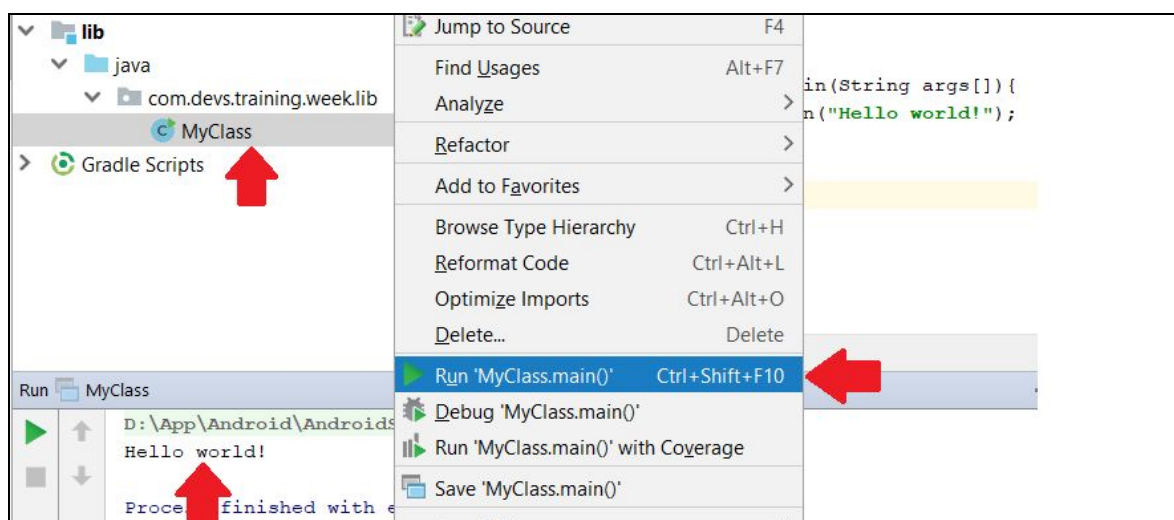 lib
java
com.devs.training.week.lib
MyClass
Gradle Scripts
Jump to Source F4
Find Usages Alt+F7
Analyze
Refactor
Add to Favorites
Browse Type Hierarchy Ctrl+H
Reformat Code Ctrl+Alt+L
Optimize Imports Ctrl+Alt+O
Delete... Delete
Run 'MyClass.main()' Ctrl+Shift+F10
Debug 'MyClass.main()'
Run 'MyClass.main()' with Coverage
Save 'MyClass.main()'
in(String args[]){
n("Hello world!");
Run MyClass
D:\App\Android\Android
Hello world!
finished with